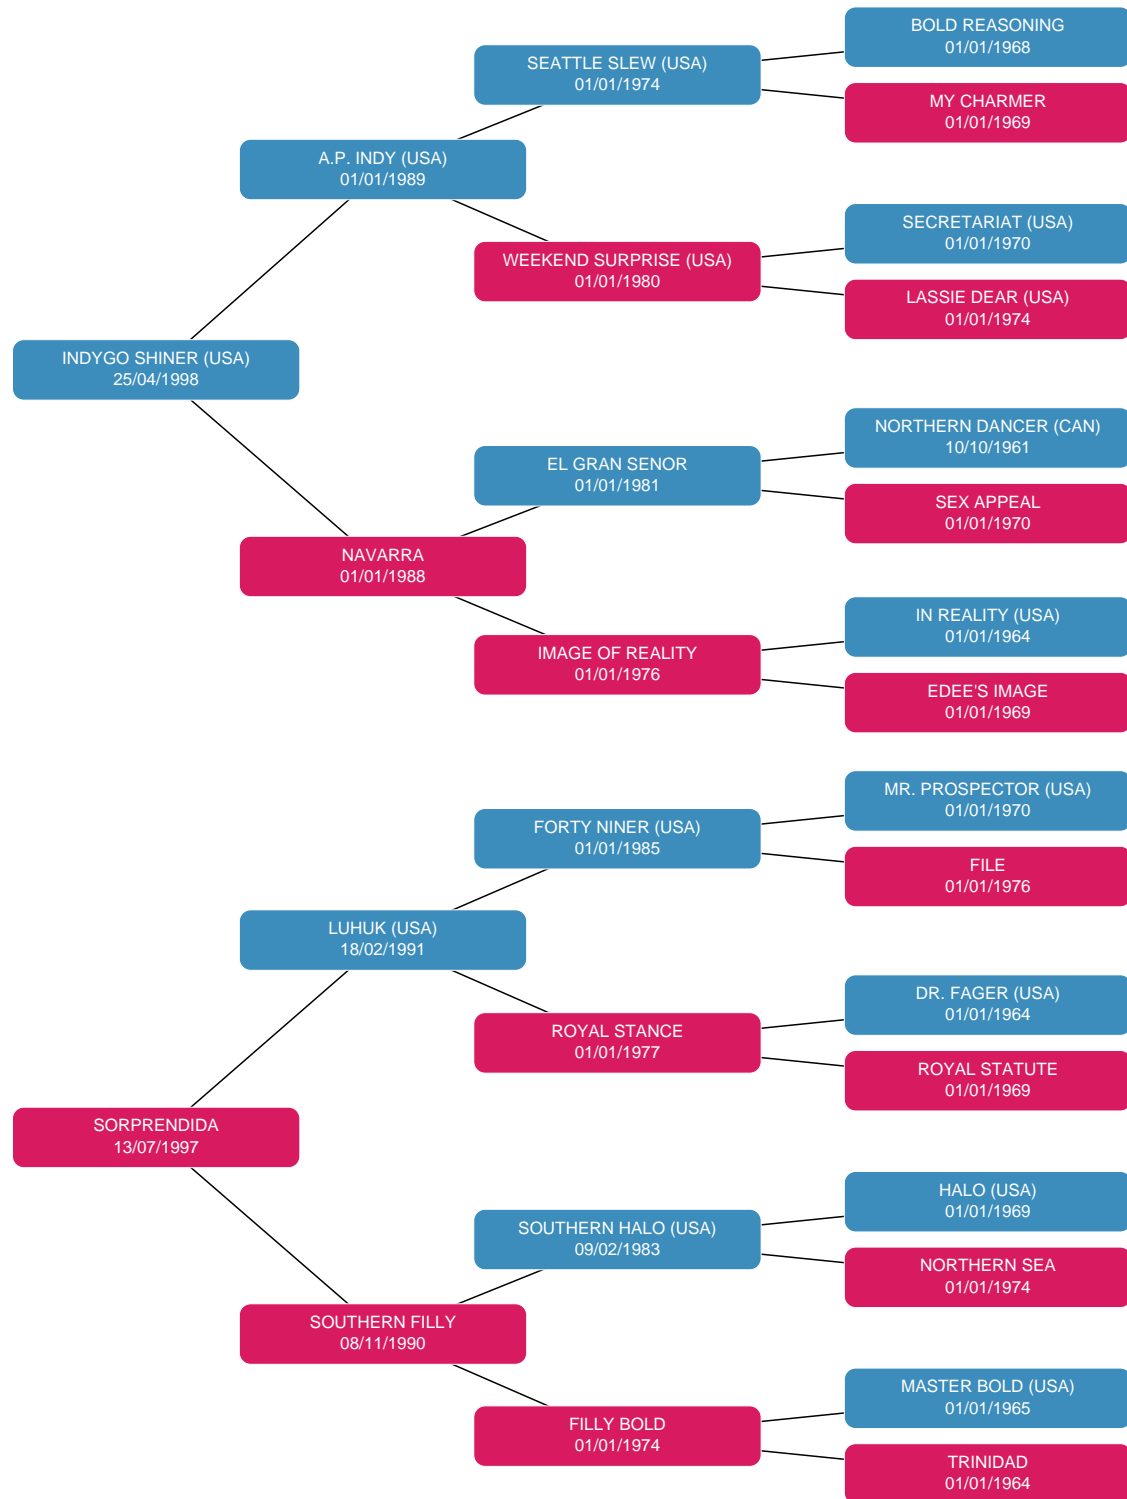 BOLD REASONING
01/01/1968
SEATTLE SLEW (USA)
01/01/1974
MY CHARMER
01/01/1969
A.P. INDY (USA)
01/01/1989
SECRETARIAT (USA)
01/01/1970
WEEKEND SURPRISE (USA)
01/01/1980
LASSIE DEAR (USA)
01/01/1974
INDYGO SHINER (USA)
25/04/1998
NORTHERN DANCER (CAN)
10/10/1961
EL GRAN SENOR
01/01/1981
SEX APPEAL
01/01/1970
NAVARRA
01/01/1988
IN REALITY (USA)
01/01/1964
IMAGE OF REALITY
01/01/1976
EDEE'S IMAGE
01/01/1969
MR. PROSPECTOR (USA)
01/01/1970
FORTY NINER (USA)
01/01/1985
FILE
01/01/1976
LUHUK (USA)
18/02/1991
DR. FAGER (USA)
01/01/1964
ROYAL STANCE
01/01/1977
ROYAL STATUTE
01/01/1969
SORPRENDIDA
13/07/1997
HALO (USA)
01/01/1969
SOUTHERN HALO (USA)
09/02/1983
NORTHERN SEA
01/01/1974
SOUTHERN FILLY
08/11/1990
MASTER BOLD (USA)
01/01/1965
FILLY BOLD
01/01/1974
TRINIDAD
01/01/1964